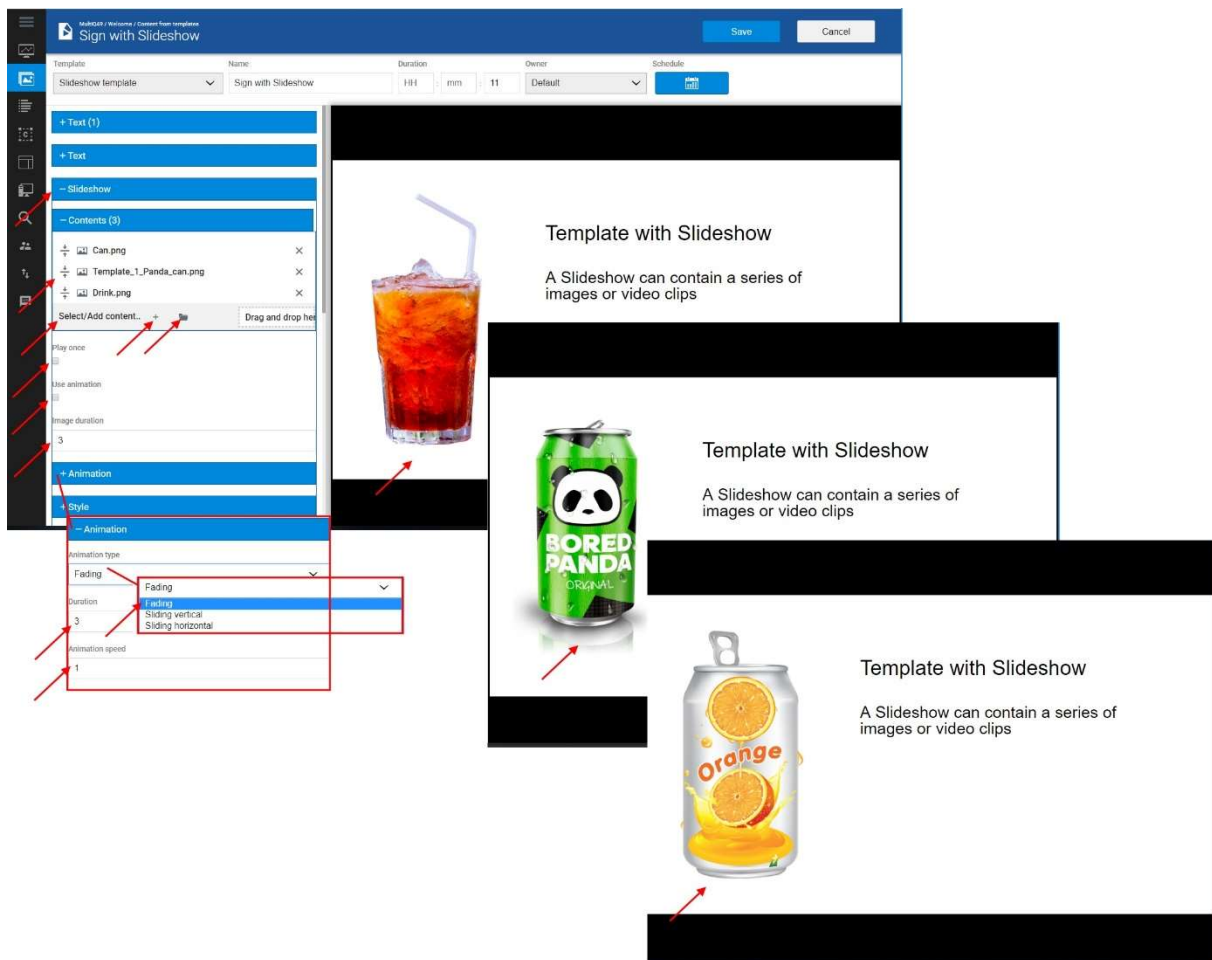 MultiQ49 / Welcome / Content from templates
Sign with Slideshow
Save
Cancel
Template
Name
Duration
Owner
Schedule
Slideshow template
Sign with Slideshow
HH : mm : 11
Default
+ Text (1)
+ Text
− Slideshow
− Contents (3)
Can.png
Template_1_Panda_can.png
Drink.png
Select/Add content..
Drag and drop her
Play once
Use animation
Image duration
3
+ Animation
+ Style
− Animation
Animation type
Fading
Fading
Fading
Sliding vertical
Sliding horizontal
Duration
3
Animation speed
1
Template with Slideshow
A Slideshow can contain a series of
images or video clips
Template with Slideshow
A Slideshow can contain a series of
images or video clips
BORED
PANDA
ORIGINAL
Template with Slideshow
A Slideshow can contain a series of
images or video clips
Orange